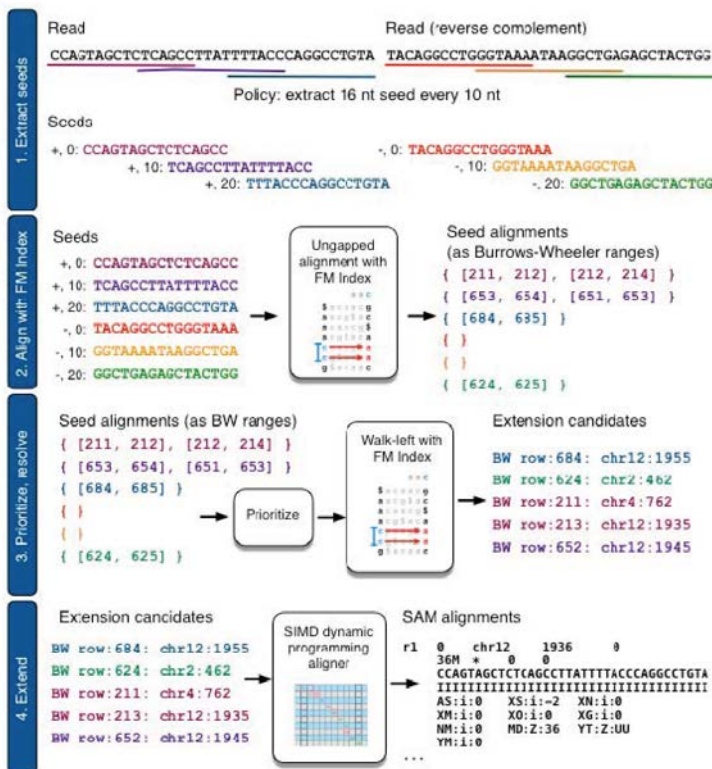 1. Extract seeds
Read
Read (reverse complement)
CCAGTAGCTCTCAGCCTTATTTTACCCAGGCCTGTA
TACAGGCCTGGGTAAAATAAGGCTGAGAGCTACTGG
Policy: extract 16 nt seed every 10 nt
Seeds
+, 0: CCAGTAGCTCTCAGCC
+, 10: TCAGCCTTATTTTACC
+, 20: TTTACCCAGGCCTGTA
-, 0: TACAGGCCTGGGTAAA
-, 10: GGTAAAATAAGGCTGA
-, 20: GGCTGAGAGCTACTGG
2. Align with FM Index
Seeds
+, 0: CCAGTAGCTCTCAGCC
+, 10: TCAGCCTTATTTTACC
+, 20: TTTACCCAGGCCTGTA
-, 0: TACAGGCCTGGGTAAA
-, 10: GGTAAAATAAGGCTGA
-, 20: GGCTGAGAGCTACTGG
Ungapped
alignment with
FM Index
Seed alignments
(as Burrows-Wheeler ranges)
{ [211, 212], [212, 214] }
{ [653, 654], [651, 653] }
{ [684, 685] }
{ }
{ }
{ [624, 625] }
3. Prioritize, resolve
Seed alignments (as BW ranges)
{ [211, 212], [212, 214] }
{ [653, 654], [651, 653] }
{ [684, 685] }
{ }
{ }
{ [624, 625] }
Prioritize
Walk-left with
FM Index
Extension candidates
BW row:684: chr12:1955
BW row:624: chr2:462
BW row:211: chr4:762
BW row:213: chr12:1935
BW row:652: chr12:1945
4. Extend
Extension candidates
BW row:684: chr12:1955
BW row:624: chr2:462
BW row:211: chr4:762
BW row:213: chr12:1935
BW row:652: chr12:1945
SIMD dynamic
programming
aligner
SAM alignments
r1 0 chr12 1936 0
36M * 0 0
CCAGTAGCTCTCAGCCTTATTTTACCCAGGCCTGTA
IIIIIIIIIIIIIIIIIIIIIIIIIIIIIIIIIIII
AS:i:0 XS:i:-2 XN:i:0
XM:i:0 XO:i:0 XG:i:0
NM:i:0 MD:Z:36 YT:Z:UU
YM:i:0
...